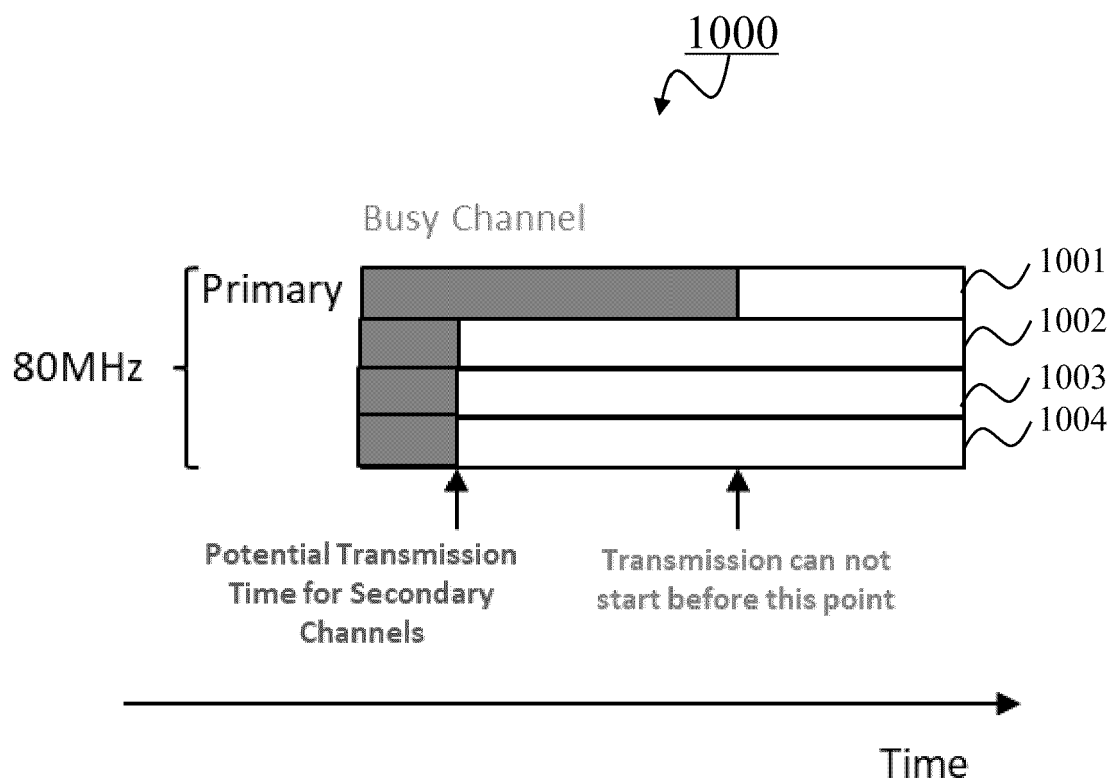 1000
Busy Channel
Primary
80MHz
1001
1002
1003
1004
Potential Transmission
Time for Secondary
Channels
Transmission can not
start before this point
Time